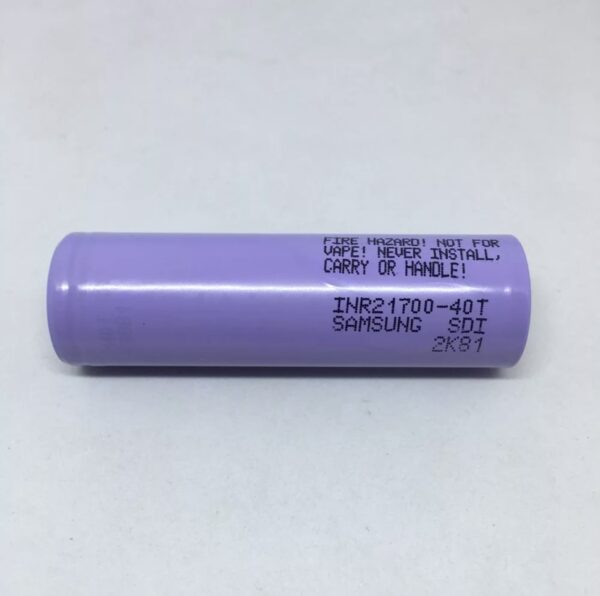 FIRE HAZARD! NOT FOR
VAPE! NEVER INSTALL,
CARRY OR HANDLE!
INR21700-40T
SAMSUNG SDI
2K81